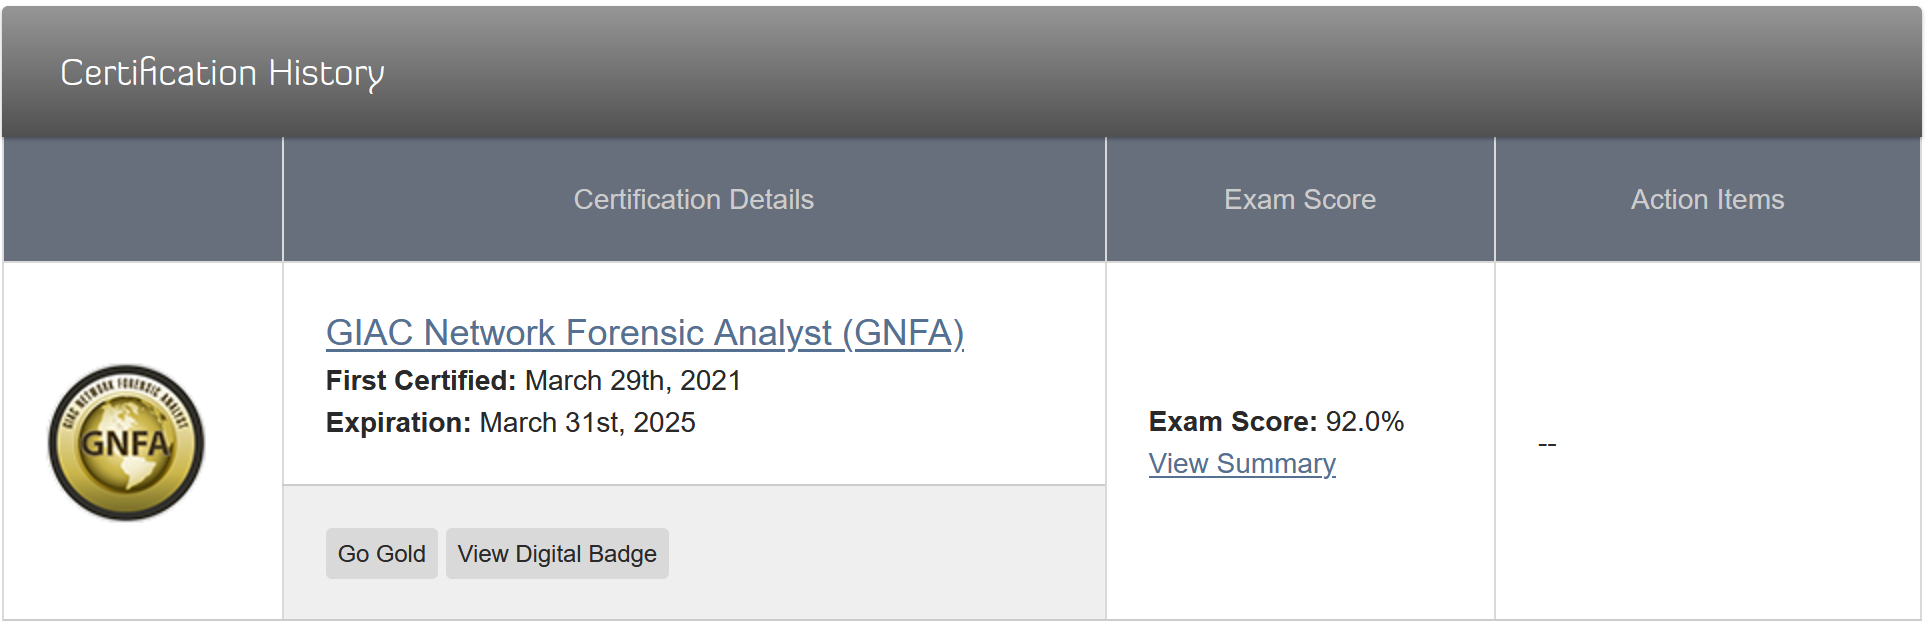 Certification History
Certification Details
Exam Score
Action Items
GIAC NETWORK FORENSIC ANALYST
GNFA
GIAC Network Forensic Analyst (GNFA)
First Certified: March 29th, 2021
Expiration: March 31st, 2025
Go Gold
View Digital Badge
Exam Score: 92.0%
View Summary
--